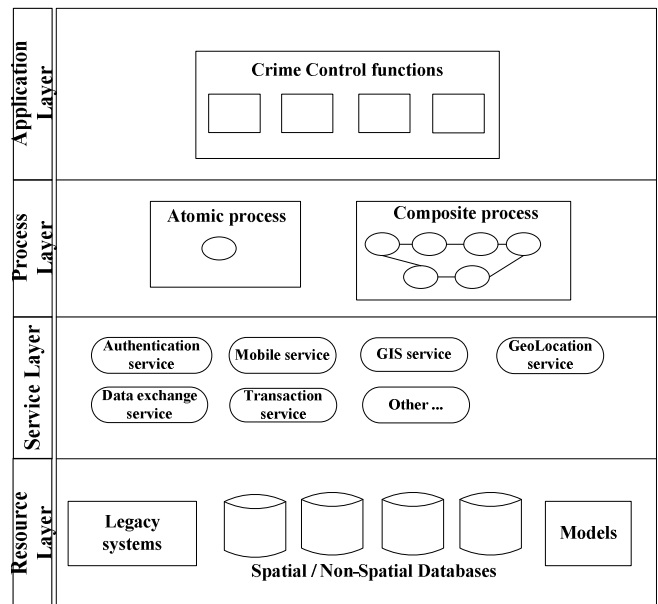 Application
Layer
Crime Control functions
Process
Layer
Atomic process
Composite process
Service Layer
Authentication
service
Mobile service
GIS service
GeoLocation
service
Data exchange
service
Transaction
service
Other ...
Resource
Layer
Legacy
systems
Spatial / Non-Spatial Databases
Models